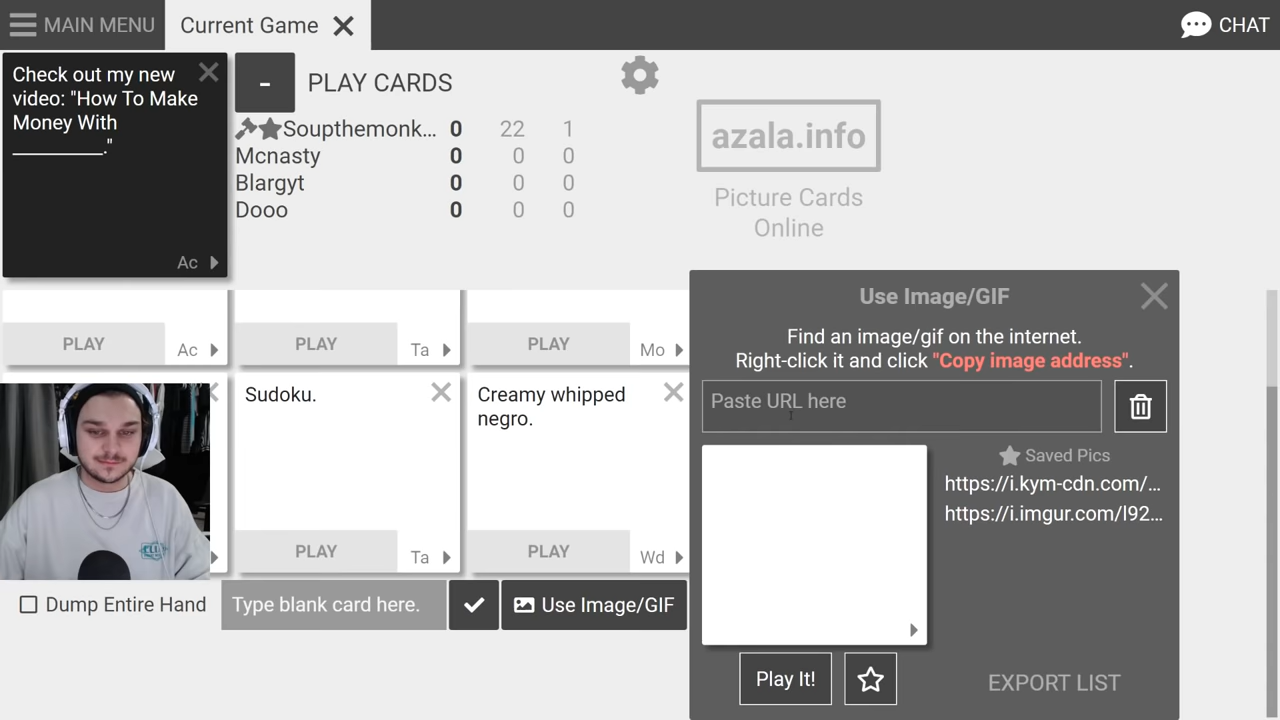 MAIN MENU
Current Game
CHAT
Check out my new
video: "How To Make
Money With
__________."
Ac
-
PLAY CARDS
Soupthemonk... 0 22 1
Mcnasty 0 0 0
Blargyt 0 0 0
Dooo 0 0 0
azala.info
Picture Cards
Online
PLAY Ac
PLAY Ta
PLAY Mo
Sudoku.
PLAY Ta
Creamy whipped
negro.
PLAY Wd
Dump Entire Hand
Type blank card here.
Use Image/GIF
Use Image/GIF
Find an image/gif on the internet.
Right-click it and click "Copy image address".
Paste URL here
Saved Pics
https://i.kym-cdn.com/...
https://i.imgur.com/l92...
Play It!
EXPORT LIST